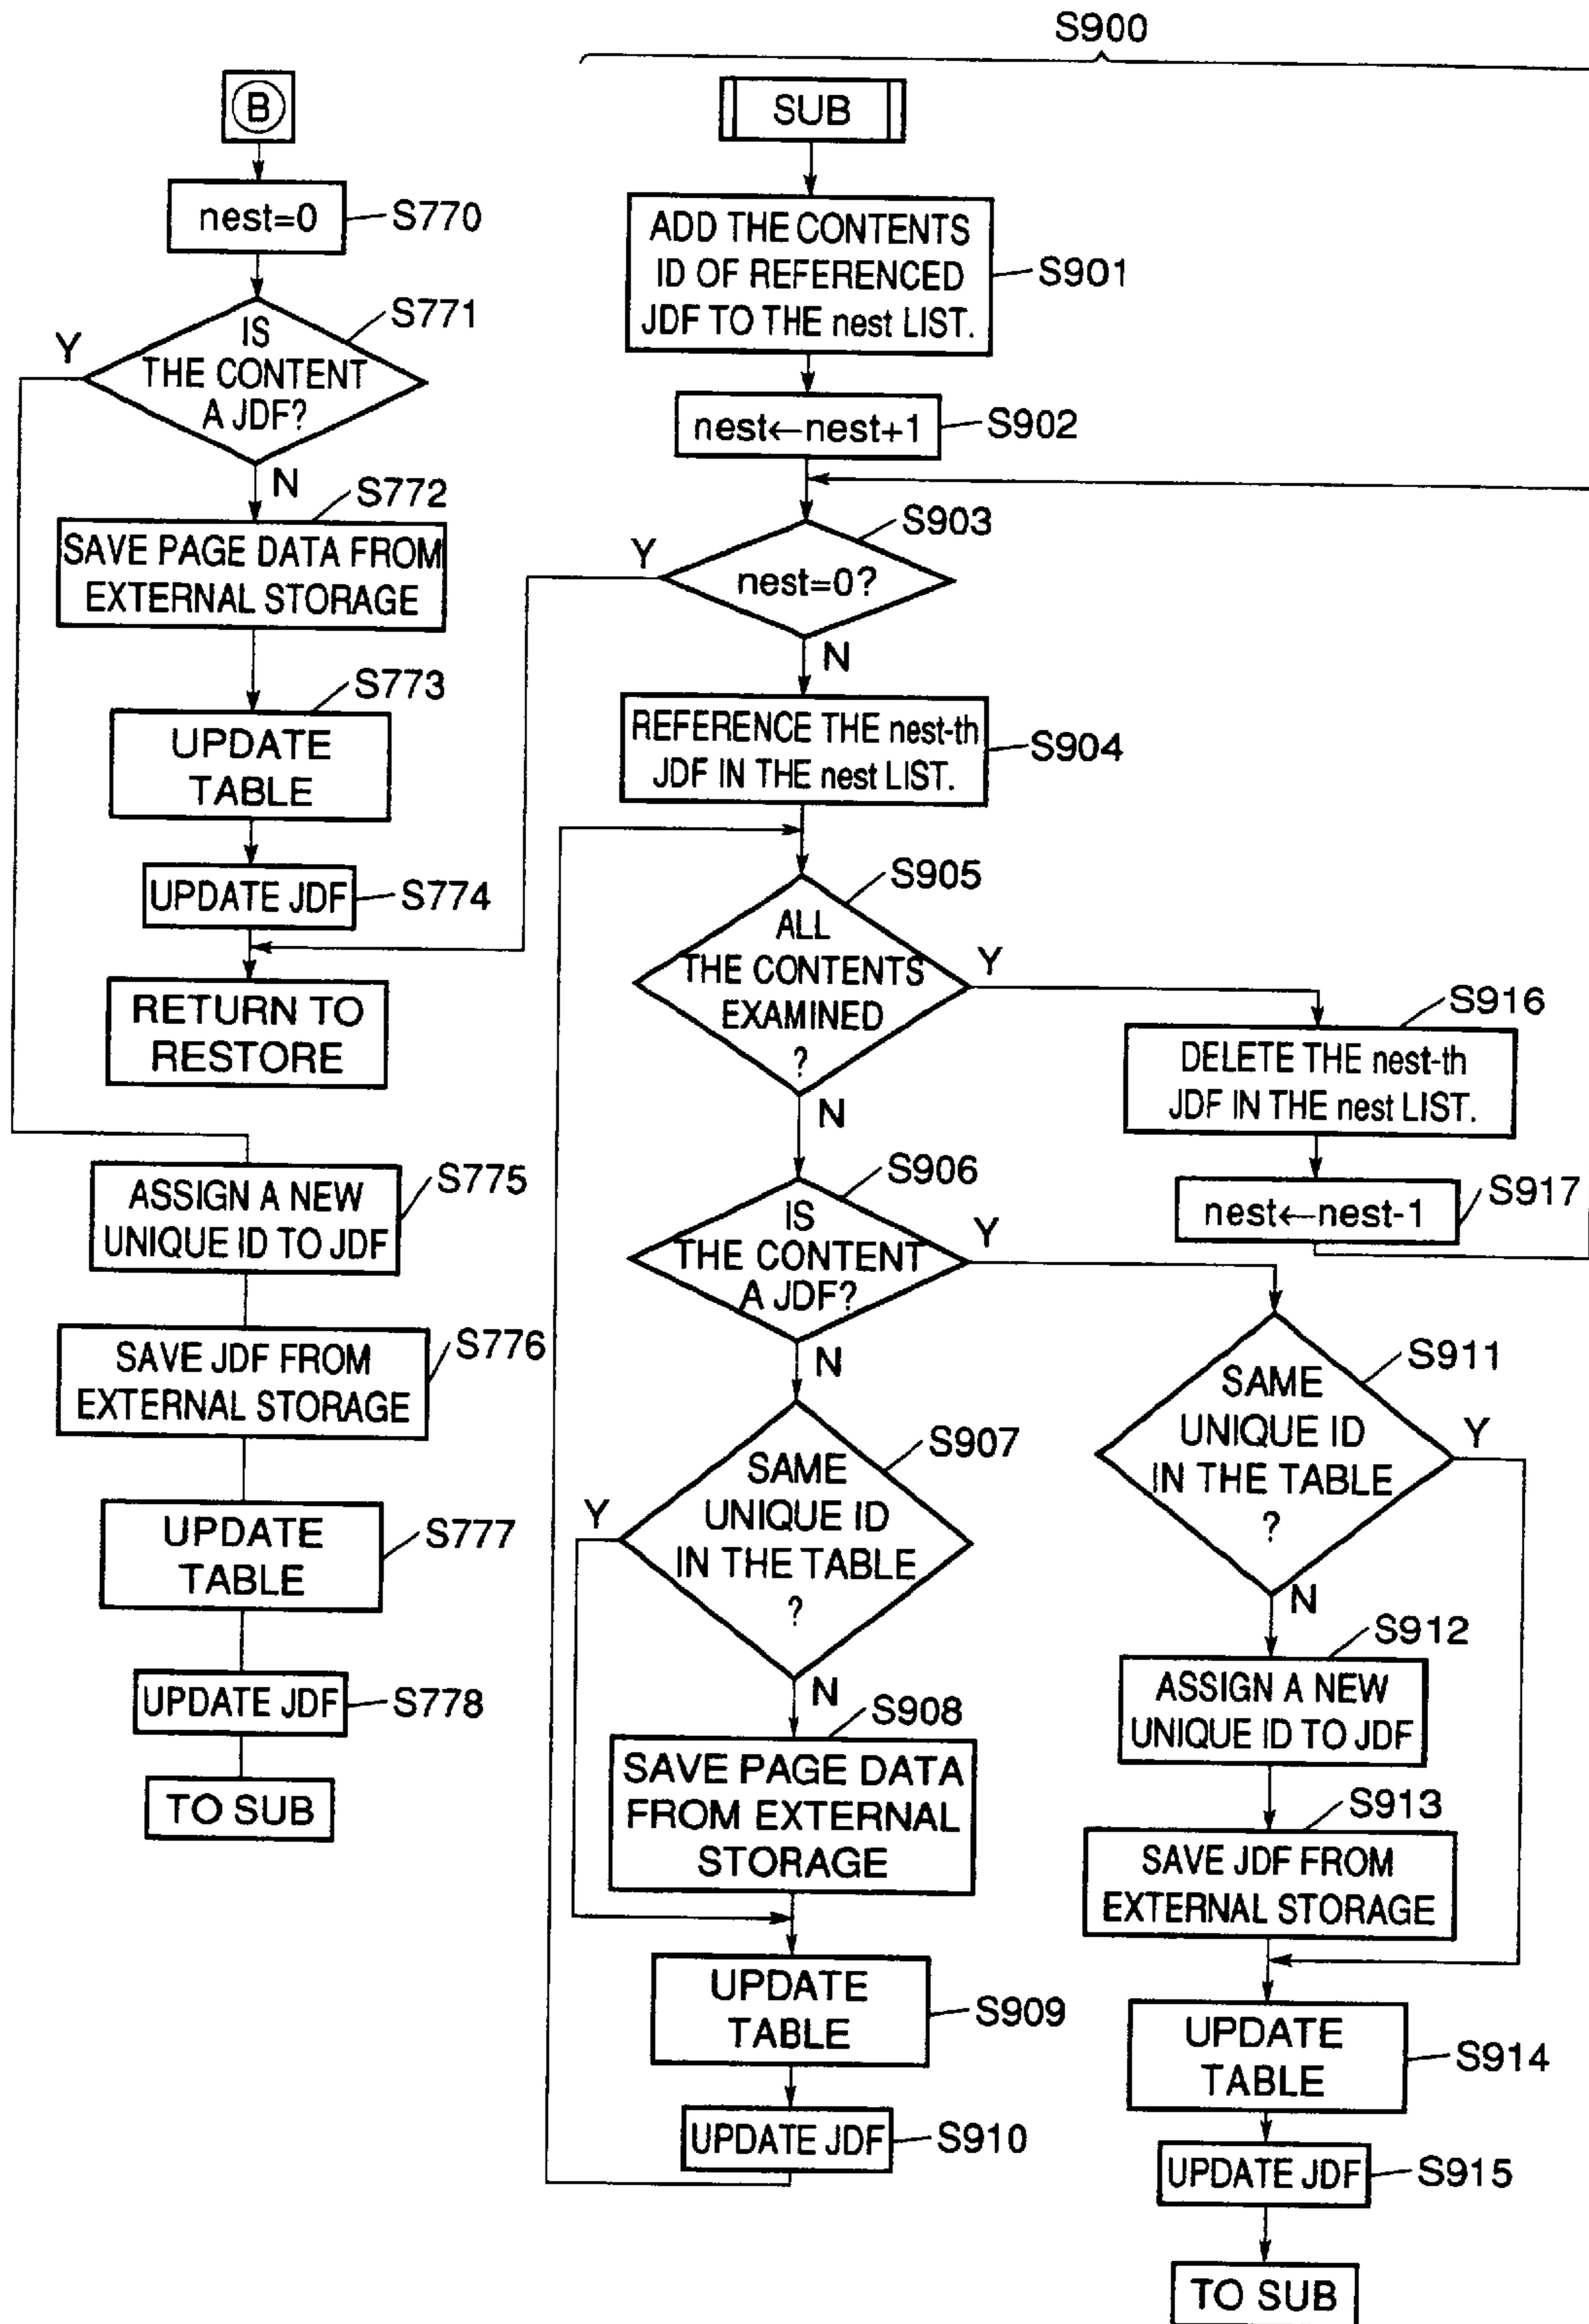 S900
B
nest=0
S770
IS
THE CONTENT
A JDF?
S771
Y
N
S772
SAVE PAGE DATA FROM
EXTERNAL STORAGE
S773
UPDATE
TABLE
UPDATE JDF
S774
RETURN TO
RESTORE
ASSIGN A NEW
UNIQUE ID TO JDF
S775
SAVE JDF FROM
EXTERNAL STORAGE
S776
UPDATE
TABLE
S777
UPDATE JDF
S778
TO SUB
SUB
ADD THE CONTENTS
ID OF REFERENCED
JDF TO THE nest LIST.
S901
nest←nest+1
S902
S903
Y
nest=0?
N
REFERENCE THE nest-th
JDF IN THE nest LIST.
S904
S905
ALL
THE CONTENTS
EXAMINED
?
Y
N
S906
IS
THE CONTENT
A JDF?
Y
N
S907
SAME
UNIQUE ID
IN THE TABLE
?
Y
N
S908
SAVE PAGE DATA
FROM EXTERNAL
STORAGE
UPDATE
TABLE
S909
UPDATE JDF
S910
S916
DELETE THE nest-th
JDF IN THE nest LIST.
nest←nest-1
S917
S911
SAME
UNIQUE ID
IN THE TABLE
?
Y
N
S912
ASSIGN A NEW
UNIQUE ID TO JDF
S913
SAVE JDF FROM
EXTERNAL STORAGE
UPDATE
TABLE
S914
UPDATE JDF
S915
TO SUB